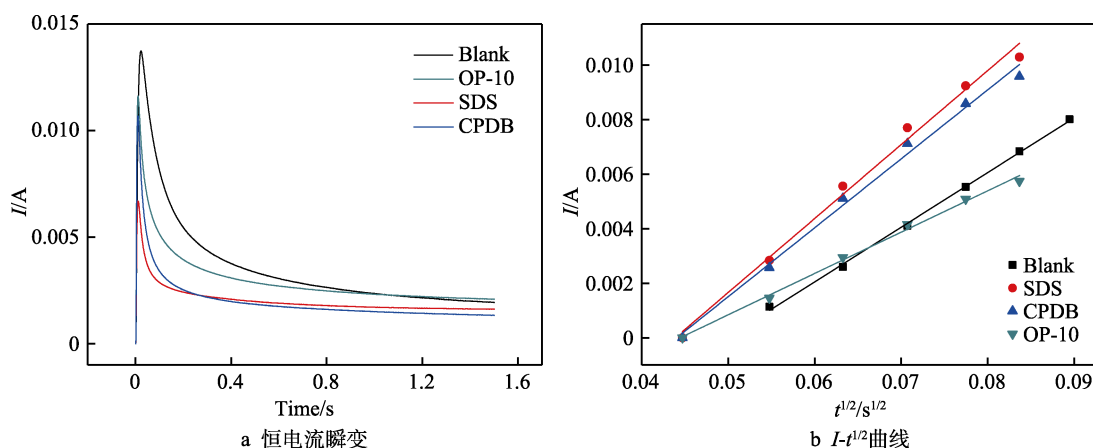 0.015
0.010
0.005
0
I/A
Blank
OP-10
SDS
CPDB
0 0.4 0.8 1.2 1.6
Time/s
a 恒电流瞬变
0.010
0.008
0.006
0.004
0.002
0
I/A
Blank
SDS
CPDB
OP-10
0.04 0.05 0.06 0.07 0.08 0.09
t¹/²/s¹/²
b I-t¹/²曲线